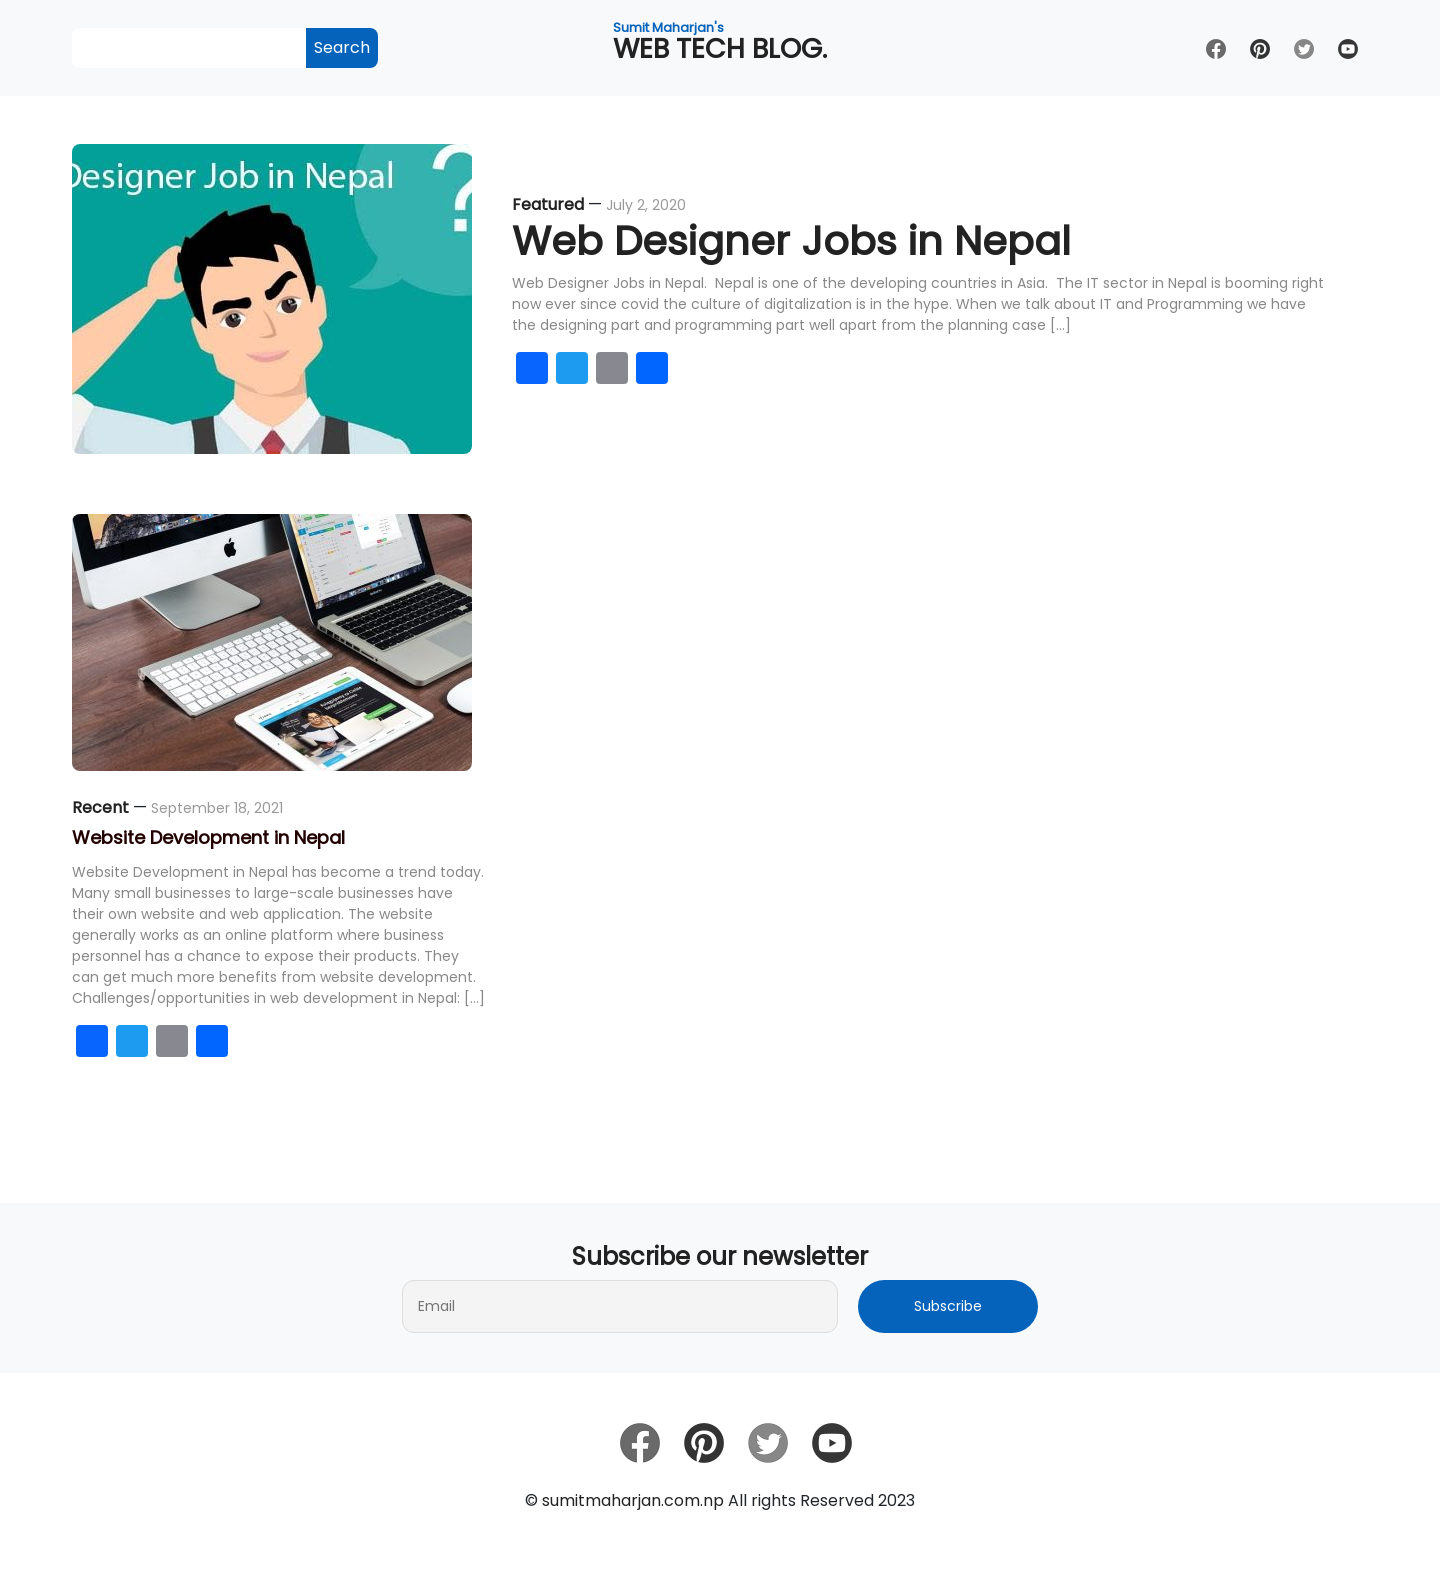 Search
Sumit Maharjan's
WEB TECH BLOG.
Designer Job in Nepal
?
Featured — July 2, 2020
Web Designer Jobs in Nepal
Web Designer Jobs in Nepal.  Nepal is one of the developing countries in Asia.  The IT sector in Nepal is booming right
now ever since covid the culture of digitalization is in the hype. When we talk about IT and Programming we have
the designing part and programming part well apart from the planning case [...]
Recent — September 18, 2021
Website Development in Nepal
Website Development in Nepal has become a trend today.
Many small businesses to large-scale businesses have
their own website and web application. The website
generally works as an online platform where business
personnel has a chance to expose their products. They
can get much more benefits from website development.
Challenges/opportunities in web development in Nepal: [...]
Subscribe our newsletter
Email
Subscribe
© sumitmaharjan.com.np All rights Reserved 2023